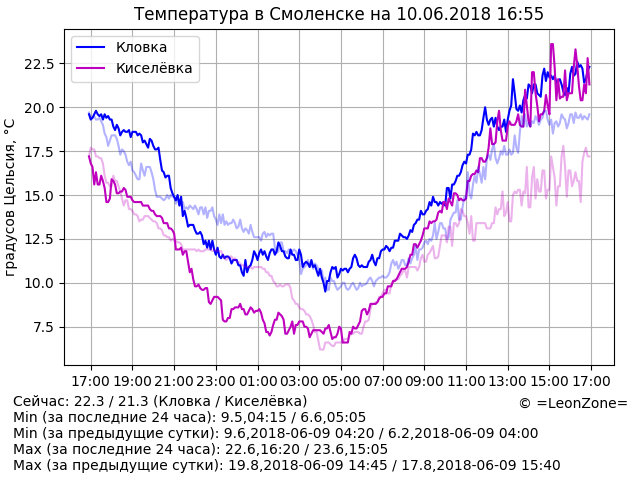 Температура в Смоленске на 10.06.2018 16:55
Кловка
Киселёвка
градусов Цельсия, °C
22.5
20.0
17.5
15.0
12.5
10.0
7.5
17:00 19:00 21:00 23:00 01:00 03:00 05:00 07:00 09:00 11:00 13:00 15:00 17:00
Сейчас: 22.3 / 21.3 (Кловка / Киселёвка)
© =LeonZone=
Min (за последние 24 часа): 9.5,04:15 / 6.6,05:05
Min (за предыдущие сутки): 9.6,2018-06-09 04:20 / 6.2,2018-06-09 04:00
Max (за последние 24 часа): 22.6,16:20 / 23.6,15:05
Max (за предыдущие сутки): 19.8,2018-06-09 14:45 / 17.8,2018-06-09 15:40